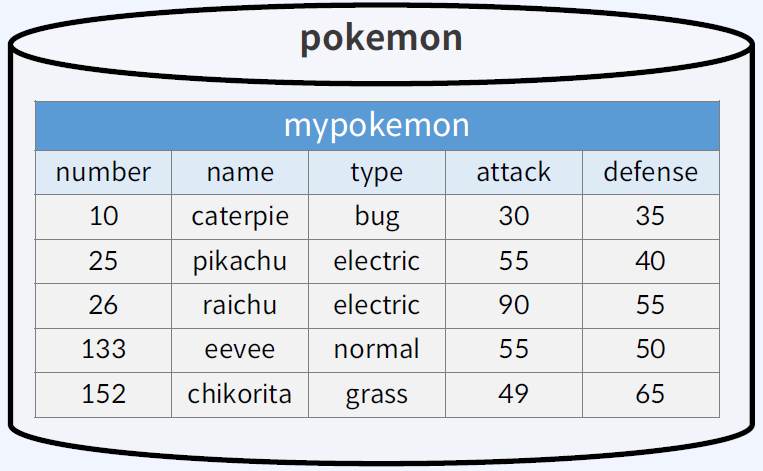 pokemon
mypokemon
number name type attack defense
10 caterpie bug 30 35
25 pikachu electric 55 40
26 raichu electric 90 55
133 eevee normal 55 50
152 chikorita grass 49 65